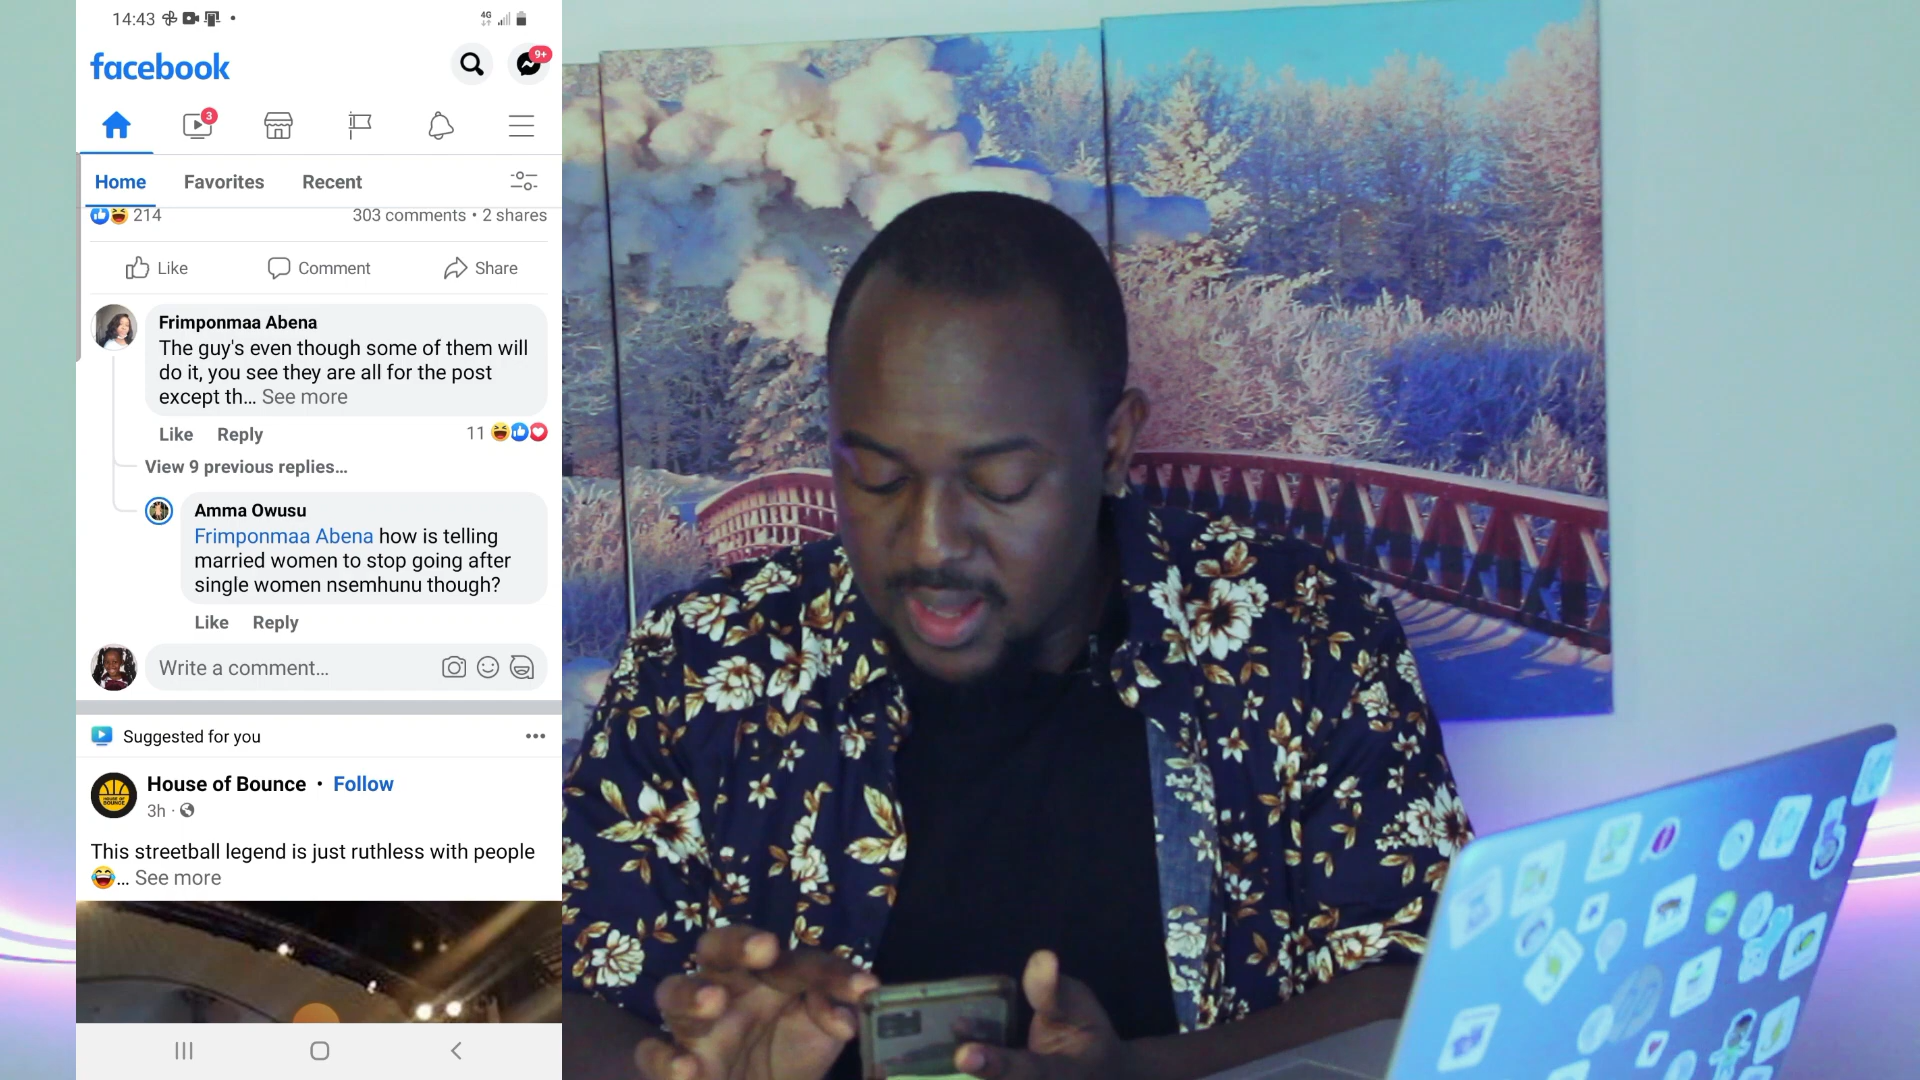 14:43
4G
facebook
9+
3
Home Favorites Recent
214 303 comments • 2 shares
Like Comment Share
Frimponmaa Abena
The guy's even though some of them will
do it, you see they are all for the post
except th... See more
Like Reply 11
View 9 previous replies...
Amma Owusu
Frimponmaa Abena how is telling
married women to stop going after
single women nsemhunu though?
Like Reply
Write a comment...
Suggested for you
HOUSE OF
BOUNCE
House of Bounce • Follow
3h ·
This streetball legend is just ruthless with people
... See more